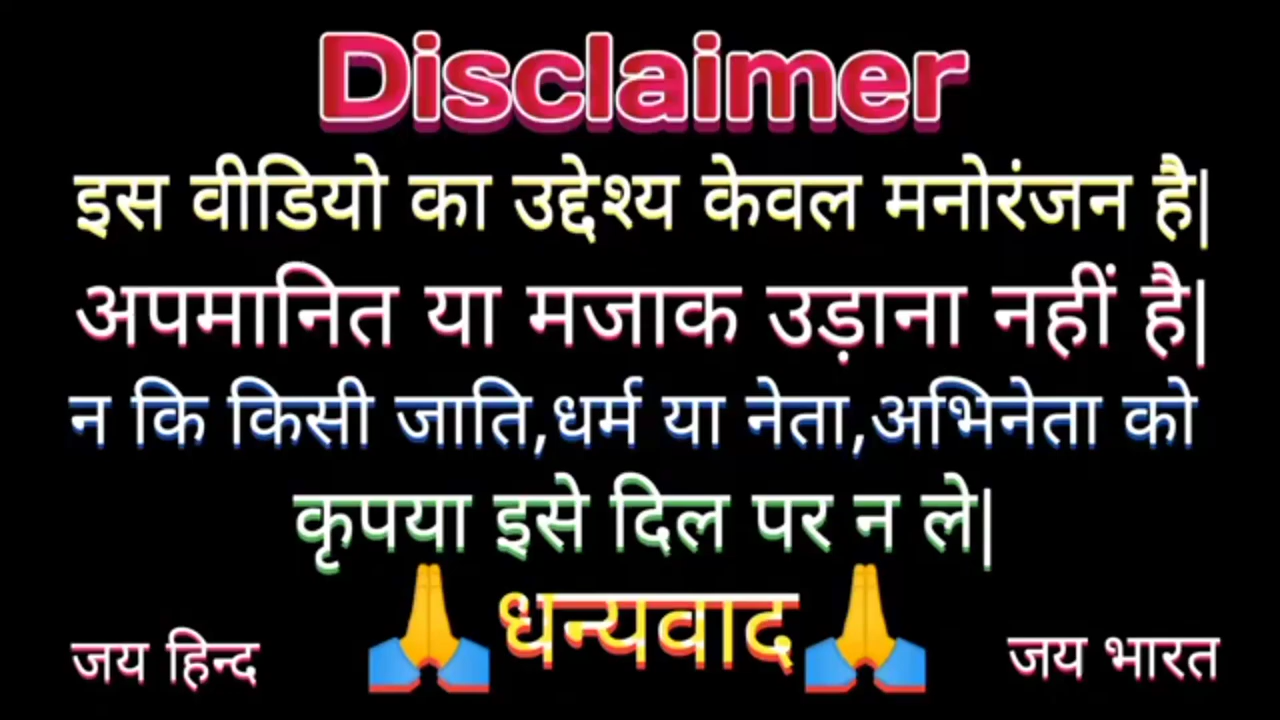 Disclaimer
इस वीडियो का उद्देश्य केवल मनोरंजन है|
अपमानित या मजाक उड़ाना नहीं है|
न कि किसी जाति,धर्म या नेता,अभिनेता को
कृपया इसे दिल पर न ले|
🙏धन्यवाद🙏
जय हिन्द जय भारत